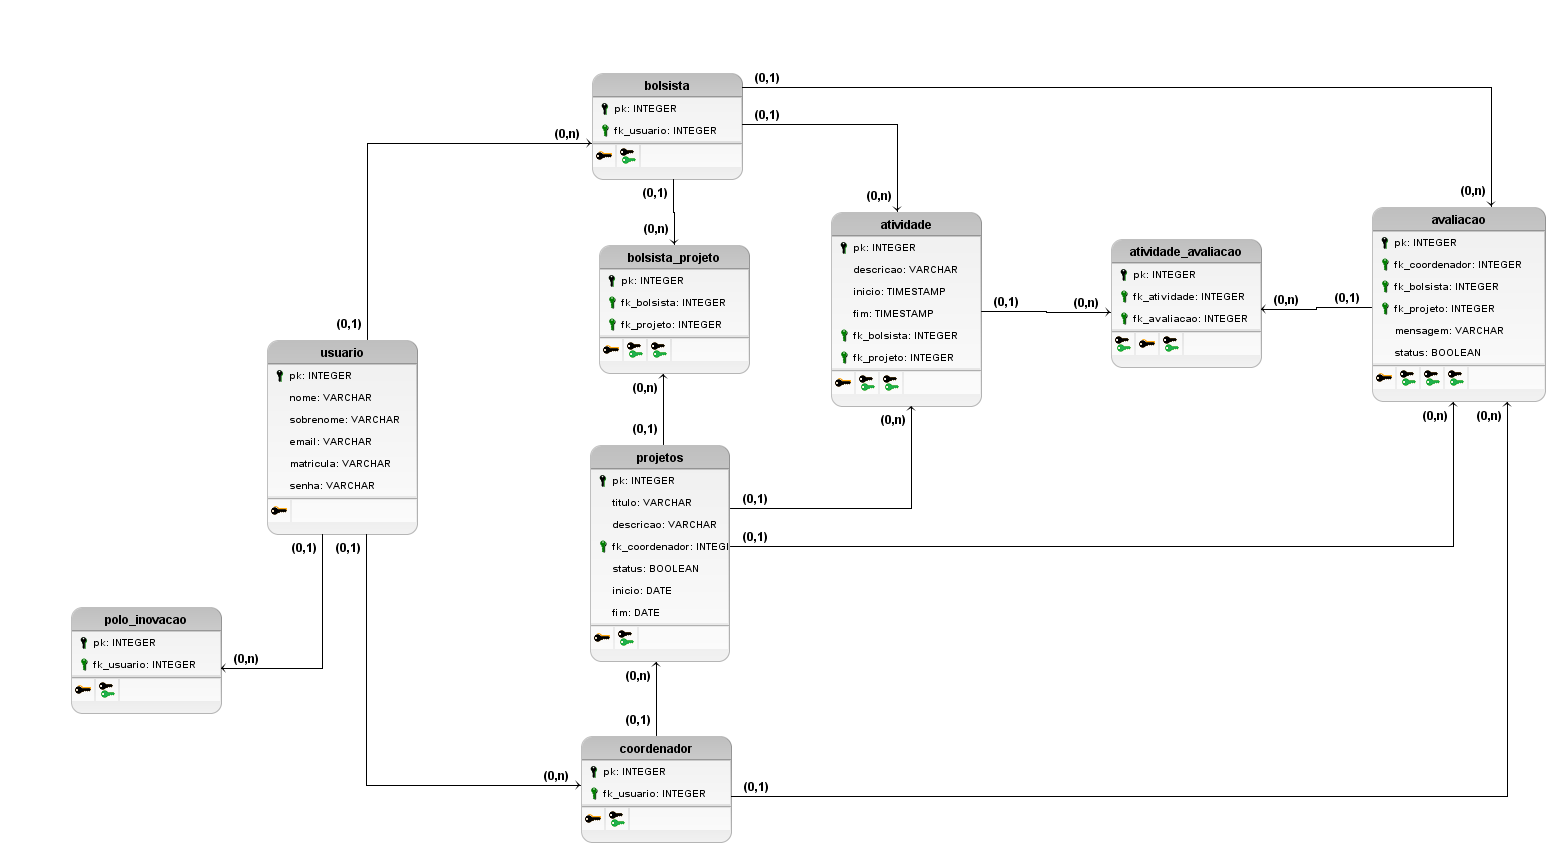 bolsista
pk: INTEGER
fk_usuario: INTEGER
(0,1)
(0,1)
(0,n)
(0,1)
(0,n)
(0,n)
(0,n)
bolsista_projeto
pk: INTEGER
fk_bolsista: INTEGER
fk_projeto: INTEGER
(0,n)
(0,1)
atividade
pk: INTEGER
descricao: VARCHAR
inicio: TIMESTAMP
fim: TIMESTAMP
fk_bolsista: INTEGER
fk_projeto: INTEGER
(0,n)
(0,1)
(0,n)
atividade_avaliacao
pk: INTEGER
fk_atividade: INTEGER
fk_avaliacao: INTEGER
(0,n)
(0,1)
avaliacao
pk: INTEGER
fk_coordenador: INTEGER
fk_bolsista: INTEGER
fk_projeto: INTEGER
mensagem: VARCHAR
status: BOOLEAN
(0,n)
(0,n)
(0,1)
usuario
pk: INTEGER
nome: VARCHAR
sobrenome: VARCHAR
email: VARCHAR
matricula: VARCHAR
senha: VARCHAR
(0,1)
(0,1)
projetos
pk: INTEGER
titulo: VARCHAR
descricao: VARCHAR
fk_coordenador: INTEGI
status: BOOLEAN
inicio: DATE
fim: DATE
(0,1)
(0,1)
(0,n)
(0,1)
polo_inovacao
pk: INTEGER
fk_usuario: INTEGER
(0,n)
(0,n)
coordenador
pk: INTEGER
fk_usuario: INTEGER
(0,1)